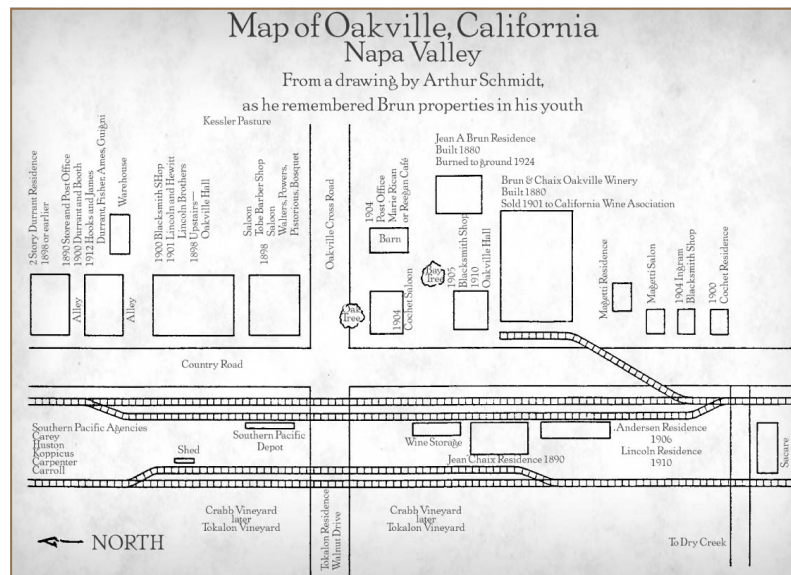 Map of Oakville, California
Napa Valley
From a drawing by Arthur Schmidt,
as he remembered Brun properties in his youth
Kessler Pasture
2 Story Durrant Residence
1898 or earlier
1890 Store and Post Office
1900 Durrant and Booth
1912 Hooks and James
Durrant, Fisher, Ames, Guigni
Warehouse
1900 Blacksmith SHop
1901 Lincoln and Hewitt
Lincoln Brothers
1898 Upstairs—
Oakville Hall
Saloon
Tobe Barber Shop
1898 Saloon
Walters, Powers,
Pistorious, Bosquet
Oakville Cross Road
1904
Post Office
Mairie Rican
or Reegan Café
Barn
Jean A Brun Residence
Built 1880
Burned to ground 1924
Brun & Chaix Oakville Winery
Built 1880
Sold 1901 to California Wine Asociation
Alley
Alley
Oak
Tree
1904
Cochet Saloon
Bay
Tree
1905
Blacksmith Shop
1910
Oakville Hall
Magetti Residence
Magetti Salon
1904 Ingram
Blacksmith Shop
1900
Cochet Residence
Country Road
Southern Pacific Agencies
Carey
Huston
Koppicus
Carpenter
Carroll
Shed
Southern Pacific
Depot
Wine Storage
Jean Chaix Residence 1890
Andersen Residence
1906
Lincoln Residence
1910
Sacare
Crabb Vineyard
later
Tokalon Vineyard
Tokalon Residence
Walnut Drive
Crabb Vineyard
later
Tokalon Vineyard
To Dry Creek
NORTH